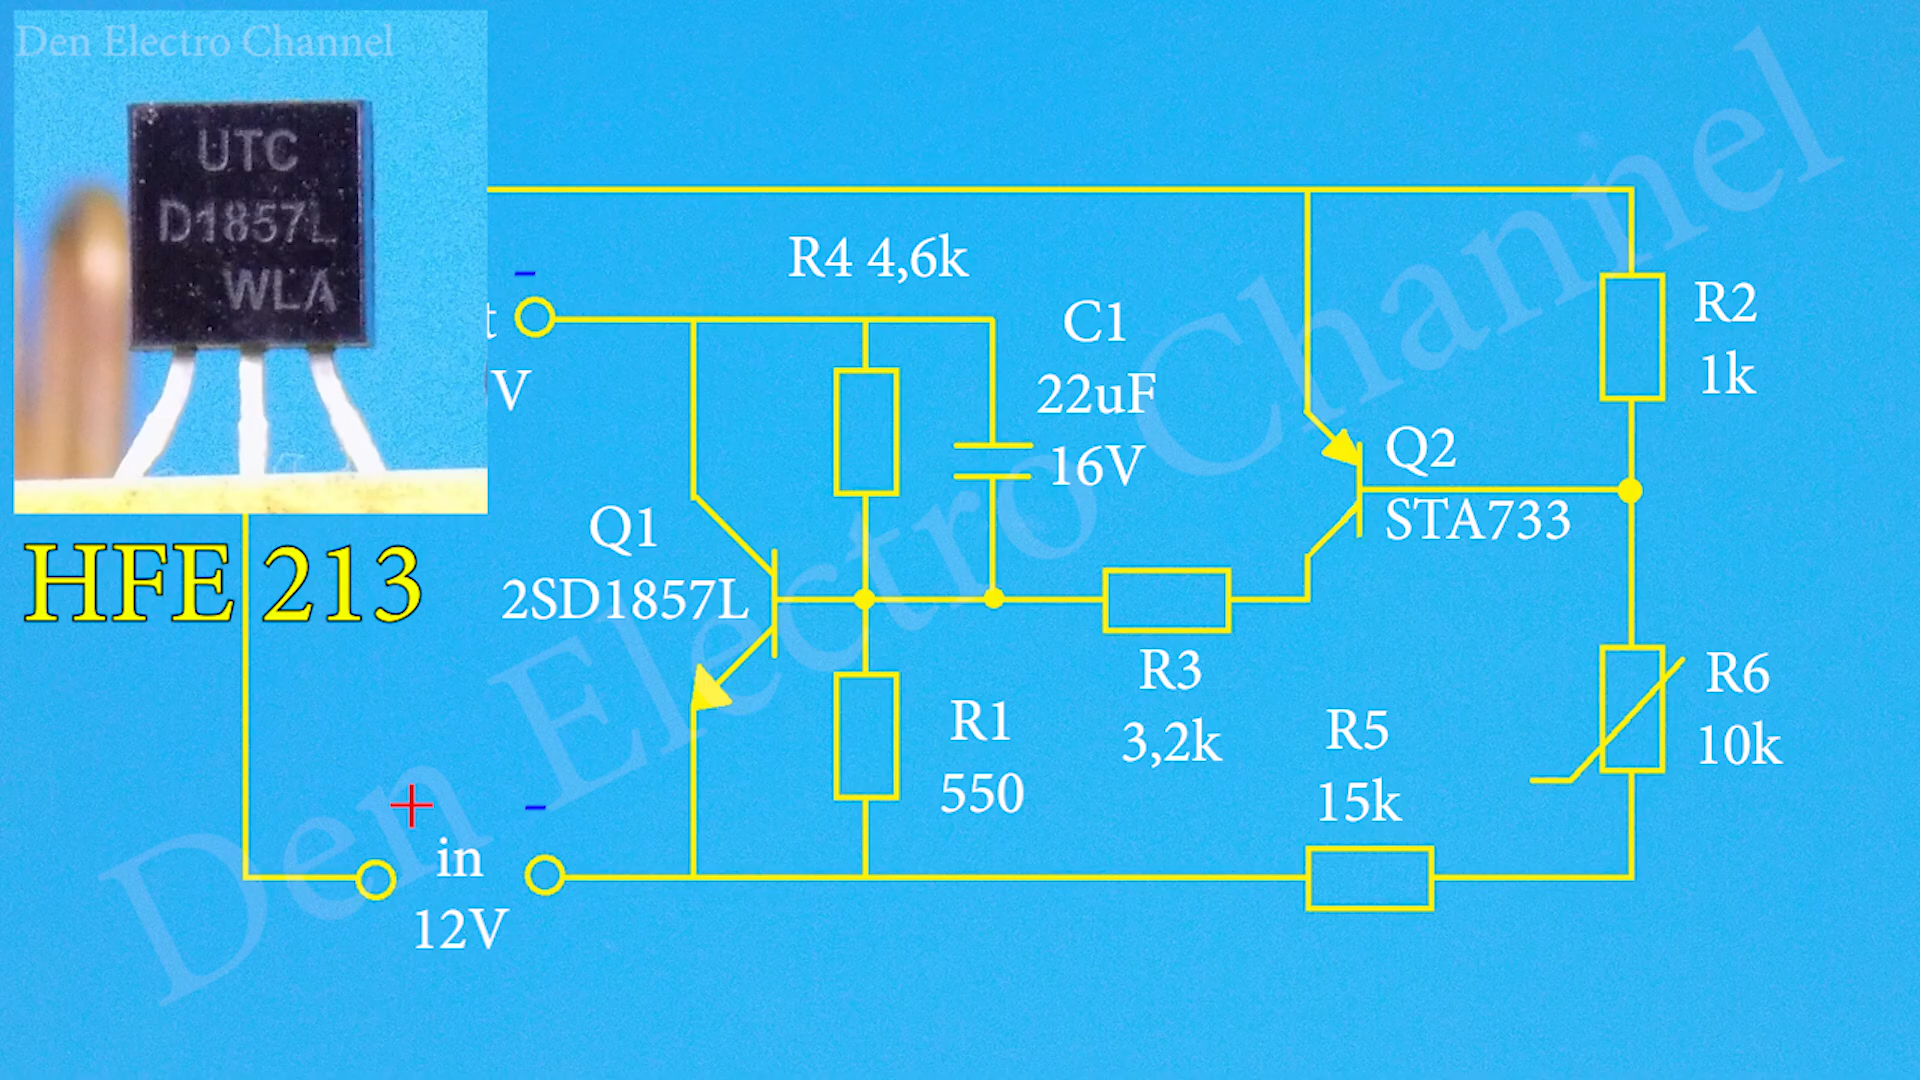 Den Electro Channel
UTC
D1857L
WLA
HFE 213
-
t
V
R4 4,6k
C1
22uF
16V
R2
1k
Q2
STA733
Q1
2SD1857L
R3
3,2k
R6
10k
R1
550
R5
15k
+
-
in
12V
Den Electro Channel